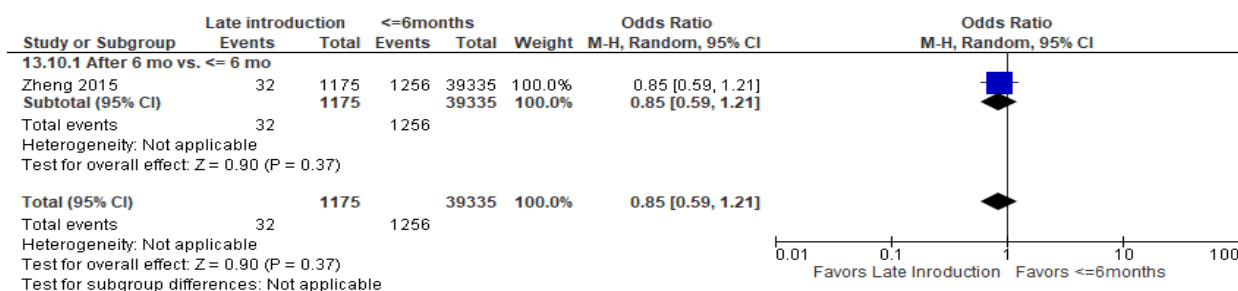 Late introduction <=6months Odds Ratio Odds Ratio
Study or Subgroup Events Total Events Total Weight M-H, Random, 95% CI M-H, Random, 95% CI
13.10.1 After 6 mo vs. <= 6 mo
Zheng 2015 32 1175 1256 39335 100.0% 0.85 [0.59, 1.21]
Subtotal (95% CI) 1175 39335 100.0% 0.85 [0.59, 1.21]
Total events 32 1256
Heterogeneity: Not applicable
Test for overall effect: Z = 0.90 (P = 0.37)
Total (95% CI) 1175 39335 100.0% 0.85 [0.59, 1.21]
Total events 32 1256
Heterogeneity: Not applicable
Test for overall effect: Z = 0.90 (P = 0.37)
Test for subgroup differences: Not applicable
0.01 0.1 1 10 100
Favors Late Inroduction Favors <=6months